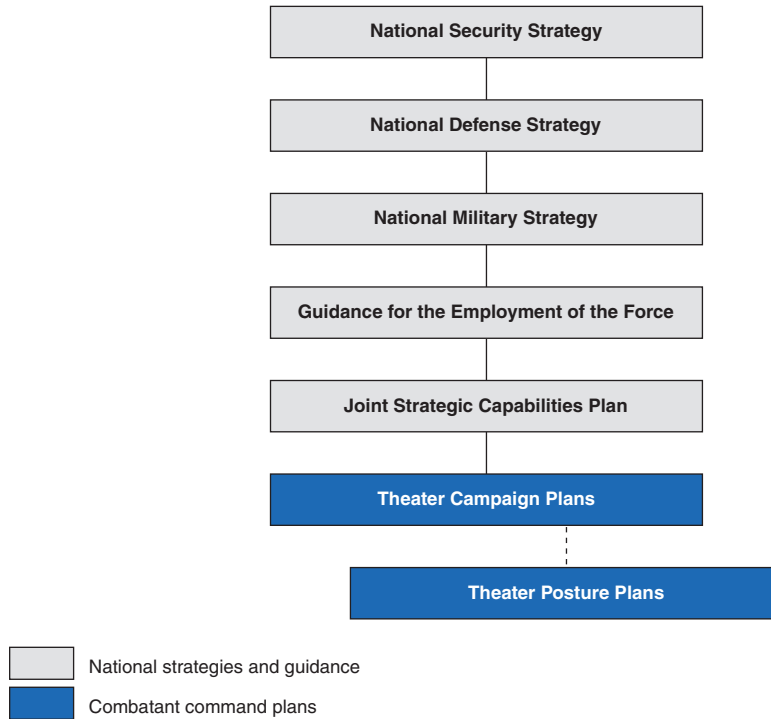 National Security Strategy
National Defense Strategy
National Military Strategy
Guidance for the Employment of the Force
Joint Strategic Capabilities Plan
Theater Campaign Plans
Theater Posture Plans
National strategies and guidance
Combatant command plans